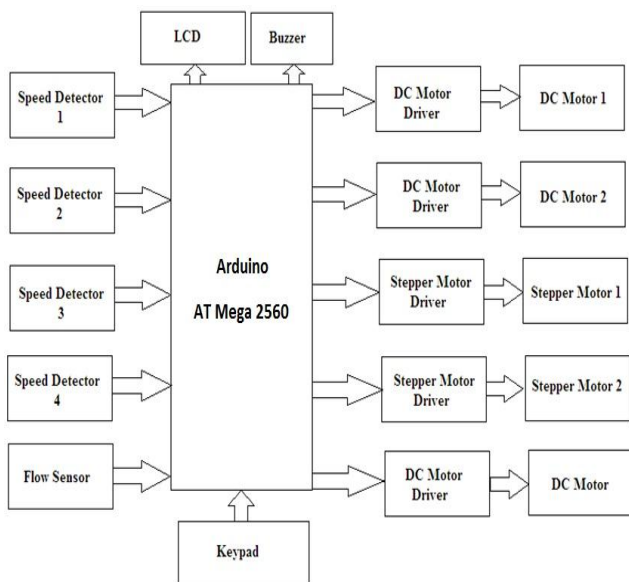 LCD
Buzzer
Speed Detector
1
DC Motor
Driver
DC Motor 1
Speed Detector
2
DC Motor
Driver
DC Motor 2
Arduino
AT Mega 2560
Speed Detector
3
Stepper Motor
Driver
Stepper Motor 1
Speed Detector
4
Stepper Motor
Driver
Stepper Motor 2
Flow Sensor
DC Motor
Driver
DC Motor
Keypad